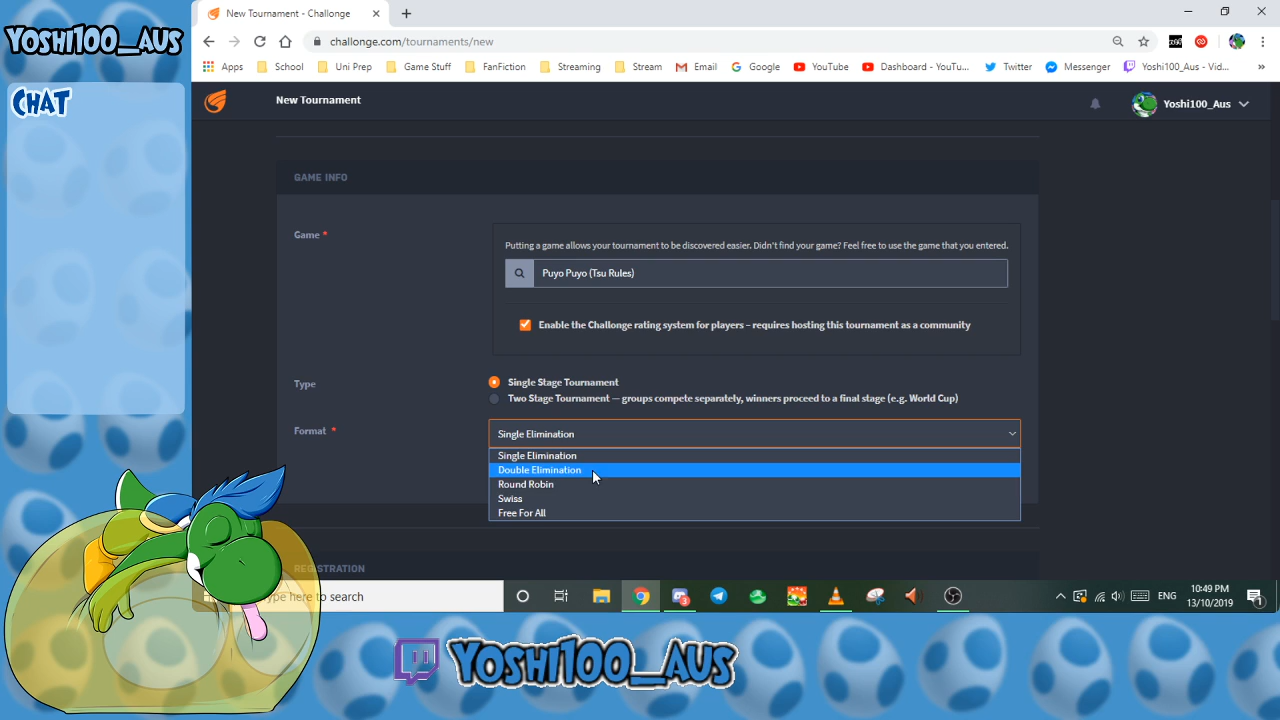 Yoshi100_Aus
Chat
New Tournament - Challonge
challonge.com/tournaments/new
Apps School Uni Prep Game Stuff FanFiction Streaming Stream Email Google YouTube Dashboard - YouTu... Twitter Messenger Yoshi100_Aus - Vid... »
New Tournament
Yoshi100_Aus
GAME INFO
Game *
Putting a game allows your tournament to be discovered easier. Didn't find your game? Feel free to use the game that you entered.
Puyo Puyo (Tsu Rules)
Enable the Challonge rating system for players – requires hosting this tournament as a community
Type
Single Stage Tournament
Two Stage Tournament — groups compete separately, winners proceed to a final stage (e.g. World Cup)
Format *
Single Elimination
Single Elimination
Double Elimination
Round Robin
Swiss
Free For All
REGISTRATION
ype here to search
3
ENG
10:49 PM
13/10/2019
1
Yoshi100_Aus